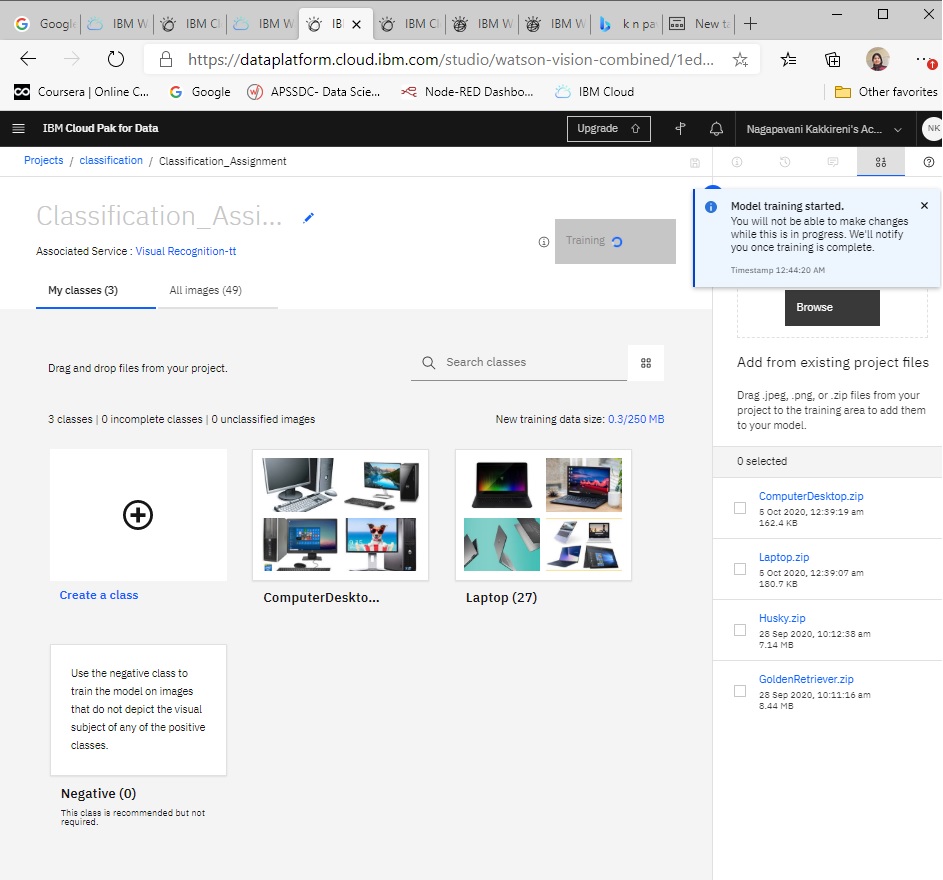 Google
IBM W
IBM Cl
IBM W
IB
IBM Cl
IBM W
IBM W
k n pa
New ta
https://dataplatform.cloud.ibm.com/studio/watson-vision-combined/1ed...
Coursera | Online C...
Google
APSSDC- Data Scie...
Node-RED Dashbo...
IBM Cloud
Other favorites
IBM Cloud Pak for Data
Upgrade
Nagapavani Kakkireni's Ac...
NK
Projects / classification / Classification_Assignment
Classification_Assi...
Associated Service : Visual Recognition-tt
Training
Model training started.
You will not be able to make changes
while this is in progress. We'll notify
you once training is complete.
Timestamp 12:44:20 AM
My classes (3)
All images (49)
Browse
Drag and drop files from your project.
Search classes
Add from existing project files
Drag .jpeg, .png, or .zip files from your
project to the training area to add them
to your model.
3 classes | 0 incomplete classes | 0 unclassified images
New training data size: 0.3/250 MB
0 selected
ComputerDesktop.zip
5 Oct 2020, 12:39:19 am
162.4 KB
Laptop.zip
5 Oct 2020, 12:39:07 am
180.7 KB
Husky.zip
28 Sep 2020, 10:12:38 am
7.14 MB
GoldenRetriever.zip
28 Sep 2020, 10:11:16 am
8.44 MB
Create a class
ComputerDeskto...
Laptop (27)
Use the negative class to
train the model on images
that do not depict the visual
subject of any of the positive
classes.
Negative (0)
This class is recommended but not
required.